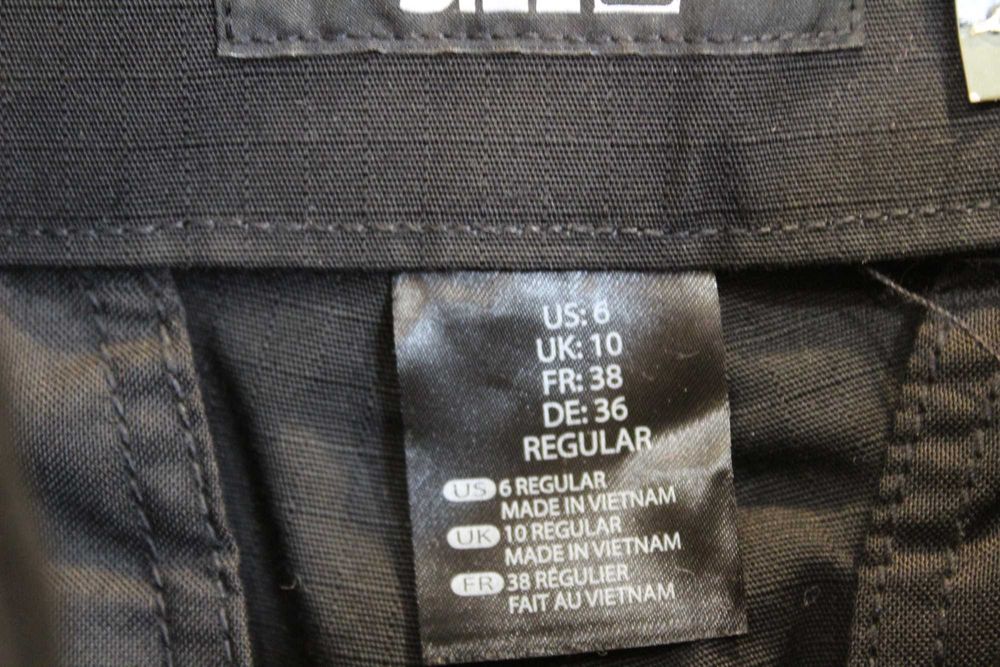 US: 6
UK: 10
FR: 38
DE: 36
REGULAR
US 6 REGULAR
MADE IN VIETNAM
UK 10 REGULAR
MADE IN VIETNAM
FR 38 RÉGULIER
FAIT AU VIETNAM